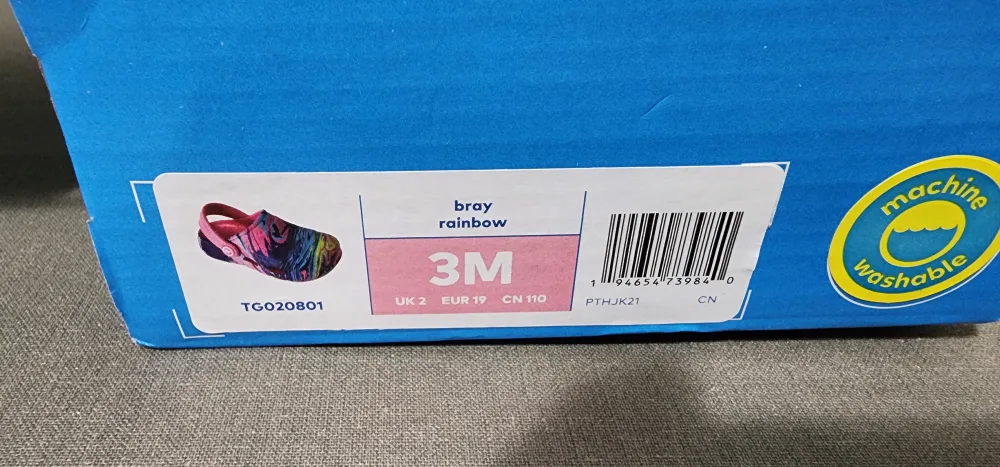 TG020801
bray
rainbow
3M
UK 2 EUR 19 CN 110
1 94654 73984 0
PTHJK21 CN
machine
washable